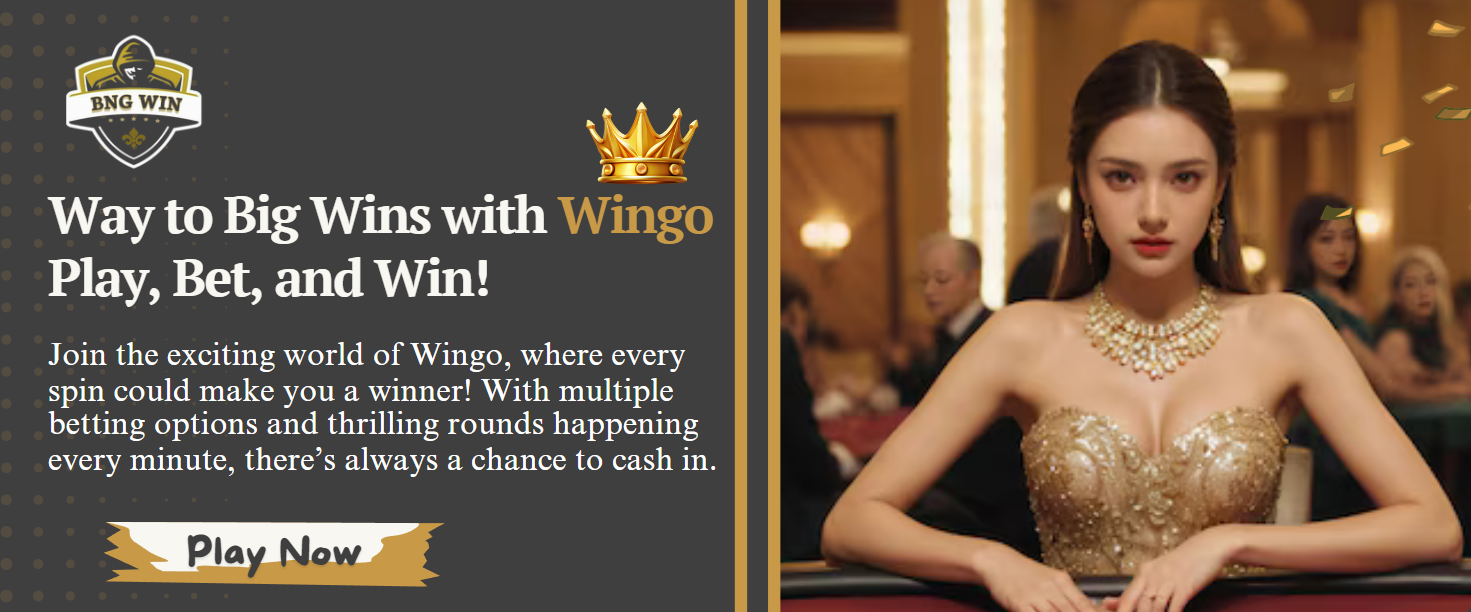 BNG WIN
Way to Big Wins with Wingo
Play, Bet, and Win!
Join the exciting world of Wingo, where every
spin could make you a winner! With multiple
betting options and thrilling rounds happening
every minute, there’s always a chance to cash in.
Play Now